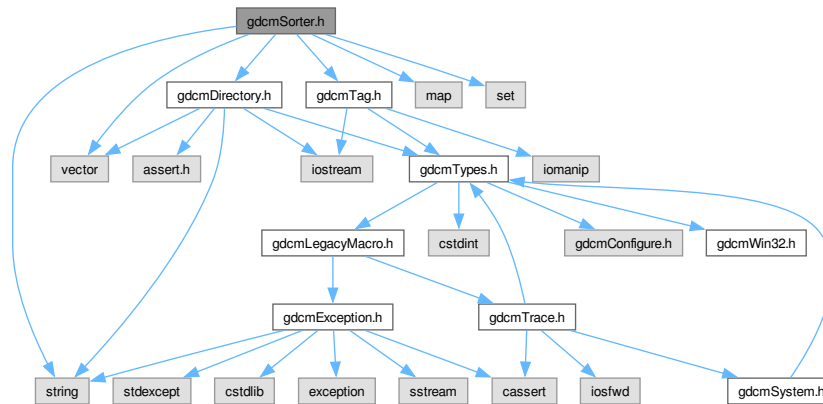 gdcmSorter.h
gdcmDirectory.h
gdcmTag.h
map
set
vector
assert.h
iostream
gdcmTypes.h
iomanip
gdcmLegacyMacro.h
cstdint
gdcmConfigure.h
gdcmWin32.h
gdcmException.h
gdcmTrace.h
string
stdexcept
cstdlib
exception
sstream
cassert
iosfwd
gdcmSystem.h